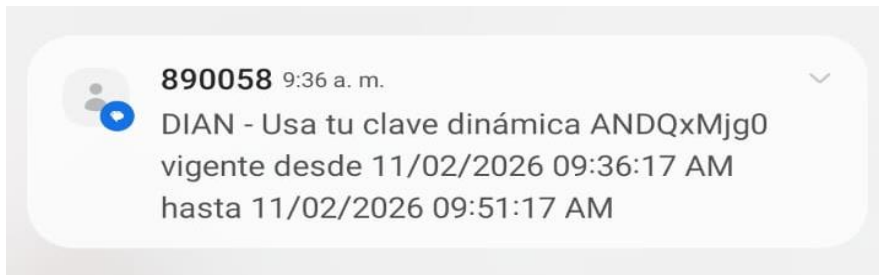 890058 9:36 a. m.
DIAN - Usa tu clave dinámica ANDQxMjg0
vigente desde 11/02/2026 09:36:17 AM
hasta 11/02/2026 09:51:17 AM